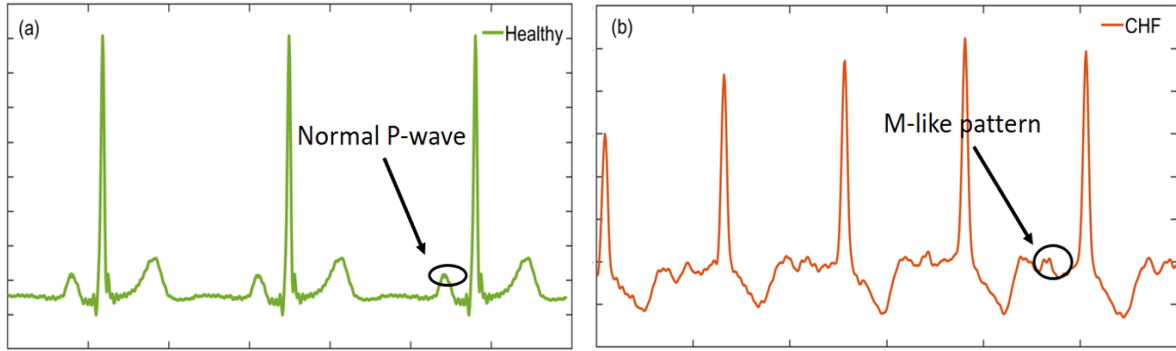 (a)
Healthy
Normal P-wave
(b)
CHF
M-like pattern